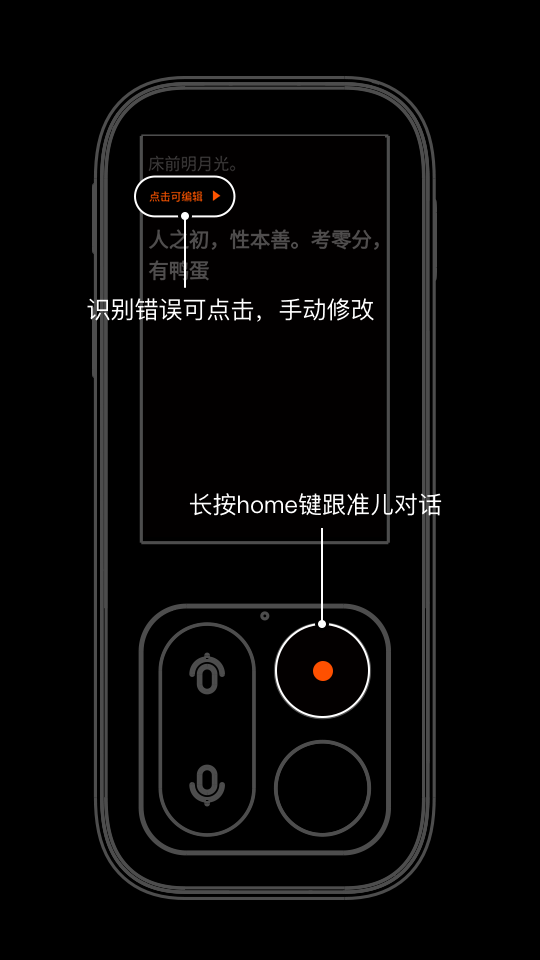 床前明月光。
点击可编辑
人之初，性本善。考零分，
有鸭蛋
识别错误可点击，手动修改
长按home键跟准儿对话